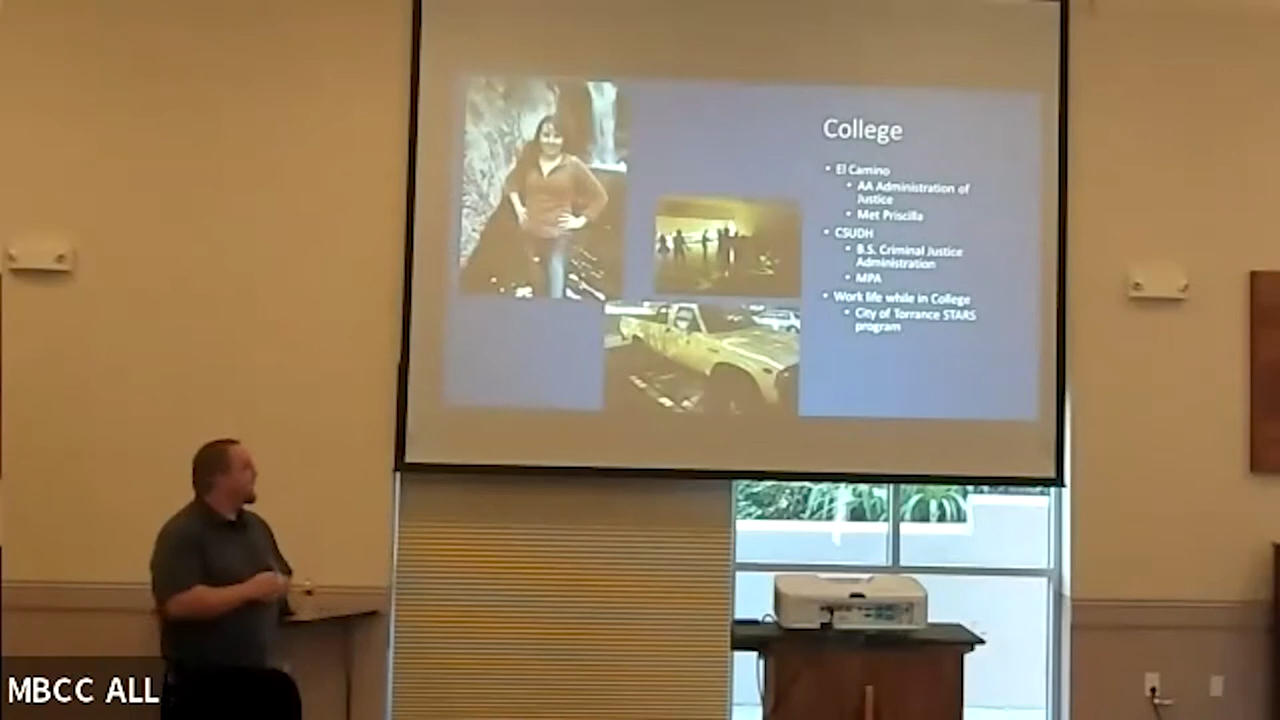 College
• El Camino
• AA Administration of
Justice
• Met Priscilla
• CSUDH
• B.S. Criminal Justice
Administration
• MPA
• Work life while in College
• City of Torrance STARS
program
MBCC ALL